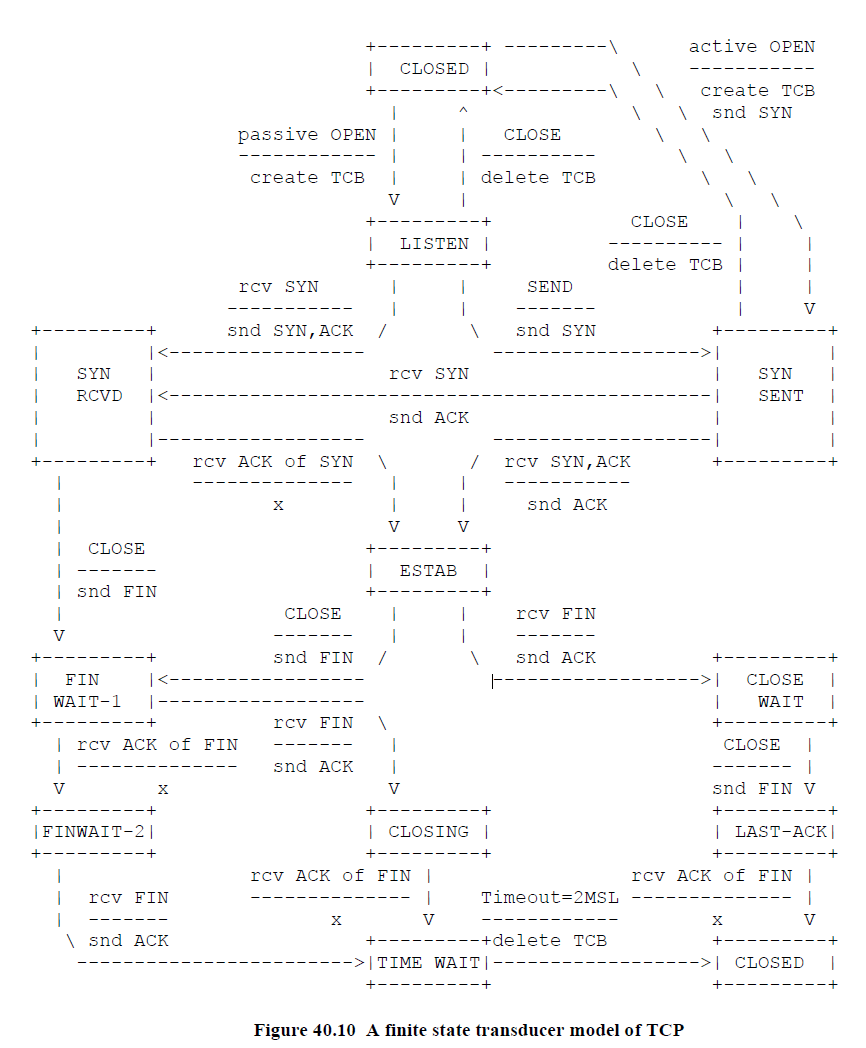 +---------+ ---------\ active OPEN
| CLOSED | \ -----------
+---------+<---------\ \ create TCB
| ^ \ \ snd SYN
passive OPEN | | CLOSE \ \
------------ | | ---------- \ \
create TCB | | delete TCB \ \
V | \ \
+---------+ CLOSE | \
| LISTEN | ---------- | |
+---------+ delete TCB | |
rcv SYN | | SEND | |
----------- | | ------- | V
+---------+ snd SYN,ACK / \ snd SYN +---------+
| |<----------------- ------------------>| |
| SYN | rcv SYN | SYN |
| RCVD |<-----------------------------------------------| SENT |
| | snd ACK | |
| |------------------ -------------------| |
+---------+ rcv ACK of SYN \ / rcv SYN,ACK +---------+
| -------------- | | -----------
| x | | snd ACK
| V V
| CLOSE +---------+
| ------- | ESTAB |
| snd FIN +---------+
| CLOSE | | rcv FIN
V ------- | | -------
+---------+ snd FIN / \ snd ACK +---------+
| FIN |<----------------- |------------------>| CLOSE |
| WAIT-1 |------------------ | WAIT |
+---------+ rcv FIN \ +---------+
| rcv ACK of FIN ------- | CLOSE |
| -------------- snd ACK | ------- |
V x V snd FIN V
+---------+ +---------+ +---------+
|FINWAIT-2| | CLOSING | | LAST-ACK|
+---------+ +---------+ +---------+
| rcv ACK of FIN | rcv ACK of FIN |
| rcv FIN -------------- | Timeout=2MSL -------------- |
| ------- x V ------------ x V
\ snd ACK +---------+delete TCB +---------+
------------------------>|TIME WAIT|------------------>| CLOSED |
+---------+ +---------+
Figure 40.10 A finite state transducer model of TCP